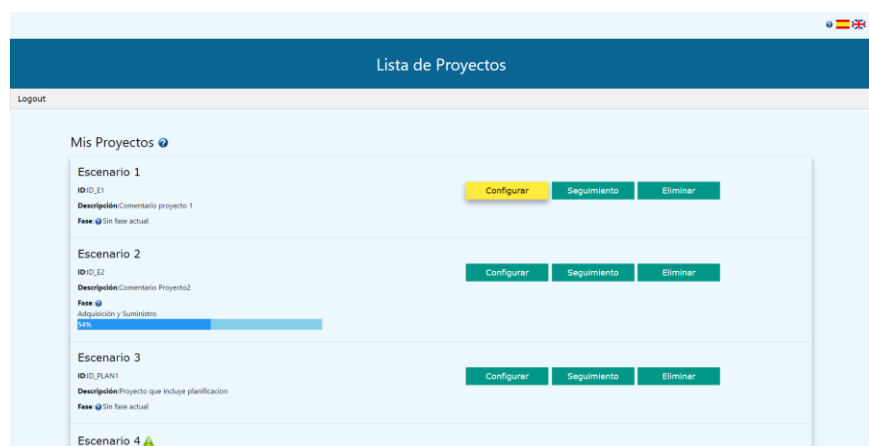 Lista de Proyectos
Logout
Mis Proyectos
Escenario 1
ID:ID_E1
Descripción:Comentario proyecto 1
Fase: Sin fase actual
Configurar Seguimiento Eliminar
Escenario 2
ID:ID_E2
Descripción:Comentario Proyecto2
Fase:
Adquisición y Suministro
54%
Configurar Seguimiento Eliminar
Escenario 3
ID:ID_PLAN1
Descripción:Proyecto que incluye planificacion
Fase: Sin fase actual
Configurar Seguimiento Eliminar
Escenario 4